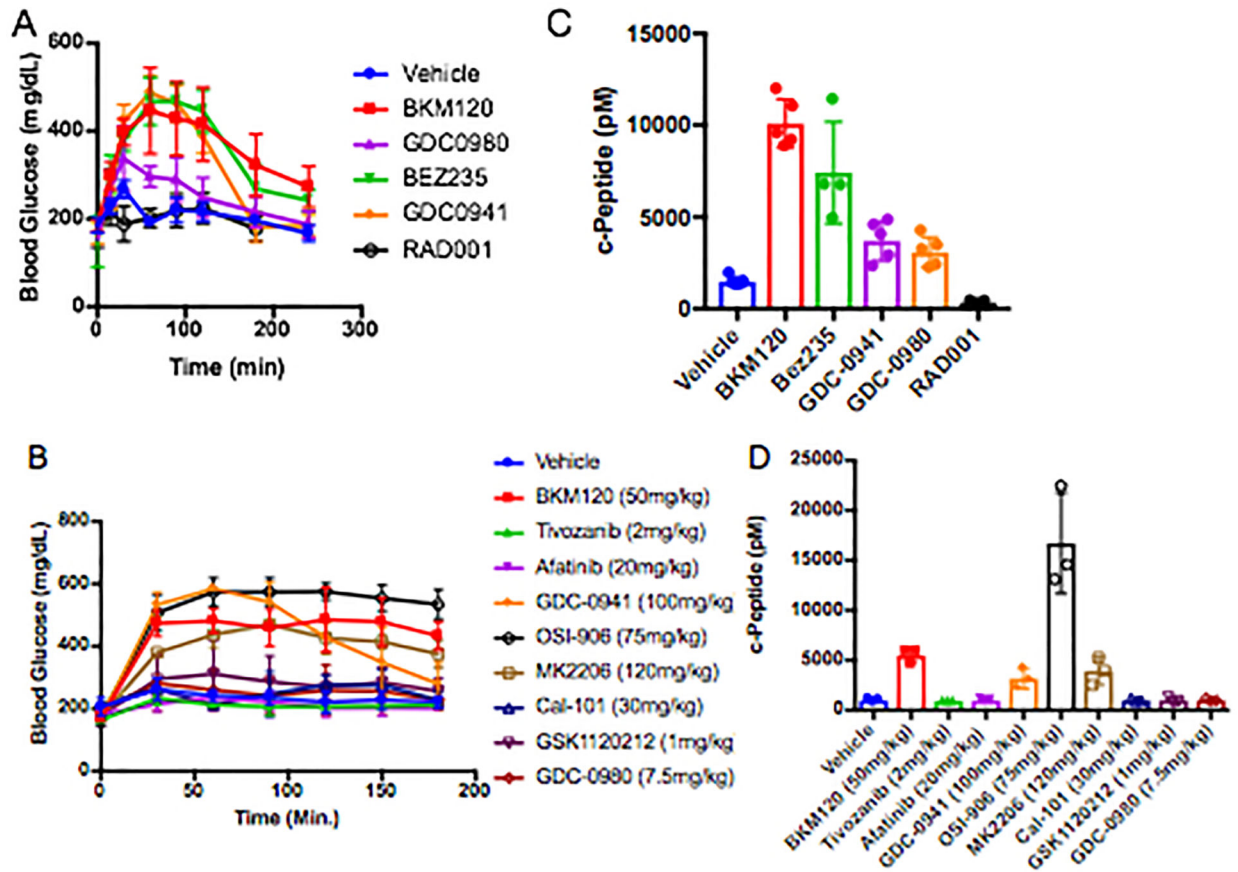 A
600
400
200
0
Blood Glucose (mg/dL)
0
100
200
300
Time (min)
Vehicle
BKM120
GDC0980
BEZ235
GDC0941
RAD001
C
15000
10000
5000
0
c-Peptide (pM)
Vehicle
BKM120
Bez235
GDC-0941
GDC-0980
RAD001
B
800
600
400
200
0
Blood Glucose (mg/dL)
0
50
100
150
200
Time (Min.)
Vehicle
BKM120 (50mg/kg)
Tivozanib (2mg/kg)
Afatinib (20mg/kg)
GDC-0941 (100mg/kg
OSI-906 (75mg/kg)
MK2206 (120mg/kg)
Cal-101 (30mg/kg)
GSK1120212 (1mg/kg
GDC-0980 (7.5mg/kg)
D
25000
20000
15000
10000
5000
0
c-Peptide (pM)
Vehicle
BKM120 (50mg/kg)
Tivozanib (2mg/kg)
Afatinib (20mg/kg)
GDC-0941 (100mg/kg)
OSI-906 (75mg/kg)
MK2206 (120mg/kg)
Cal-101 (30mg/kg)
GSK1120212 (1mg/kg)
GDC-0980 (7.5mg/kg)